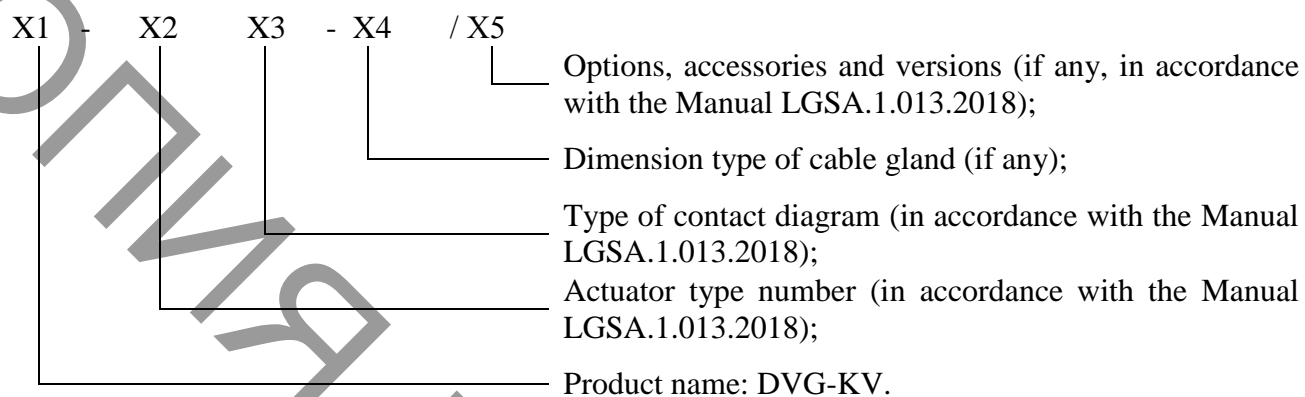 X1 - X2 X3 - X4 / X5
Options, accessories and versions (if any, in accordance
with the Manual LGSA.1.013.2018);
Dimension type of cable gland (if any);
Type of contact diagram (in accordance with the Manual
LGSA.1.013.2018);
Actuator type number (in accordance with the Manual
LGSA.1.013.2018);
Product name: DVG-KV.
ОПИЯ